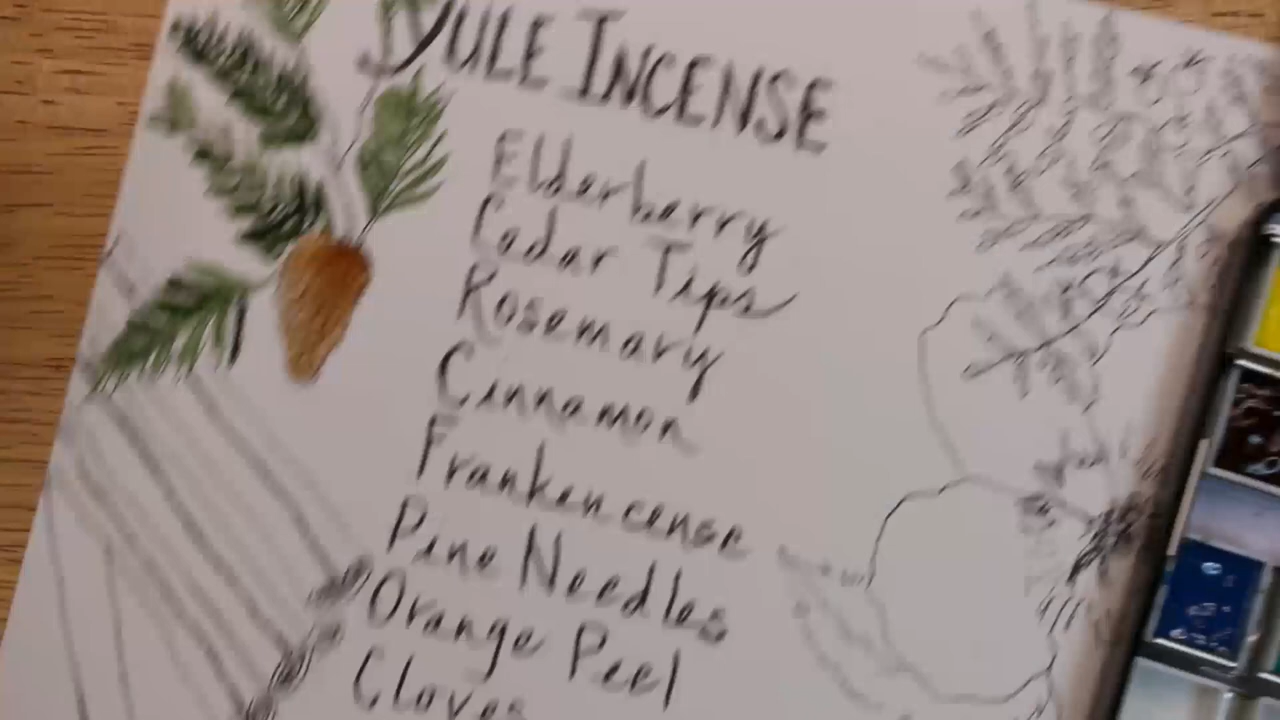 YULE INCENSE
Elderberry
Cedar Tips
Rosemary
Cinnamon
Frankencense
Pine Needles
Orange Peel
Cloves